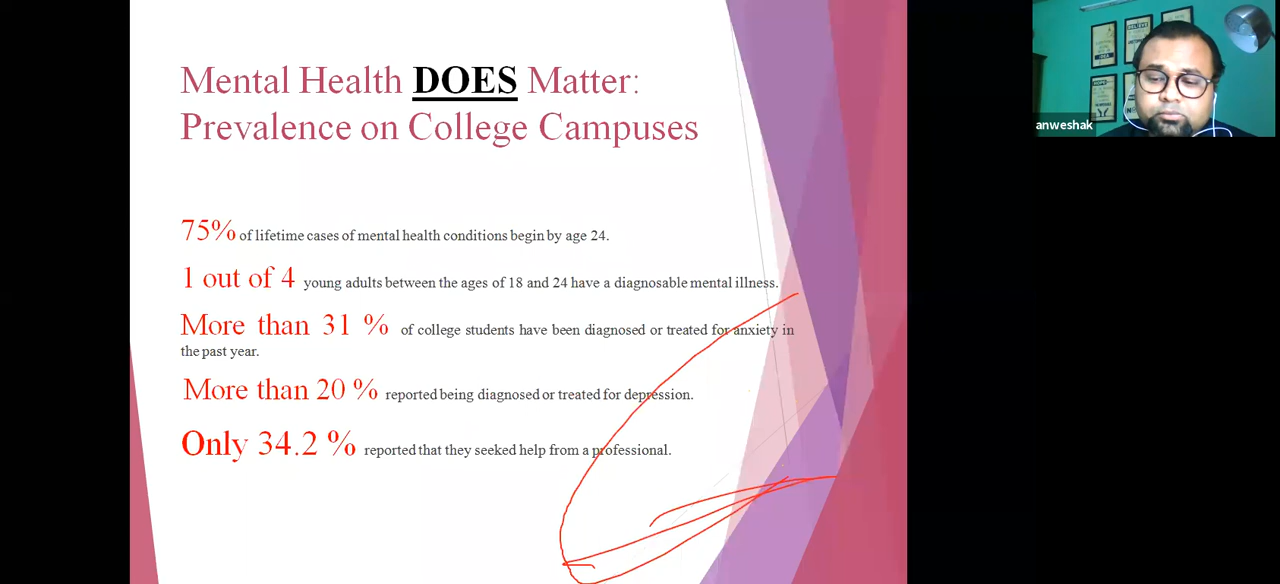 Mental Health DOES Matter:
Prevalence on College Campuses
75% of lifetime cases of mental health conditions begin by age 24.
1 out of 4 young adults between the ages of 18 and 24 have a diagnosable mental illness.
More than 31 % of college students have been diagnosed or treated for anxiety in
the past year.
More than 20 % reported being diagnosed or treated for depression.
Only 34.2 % reported that they seeked help from a professional.
BELIEVE
IDEA
HOPE
anweshak